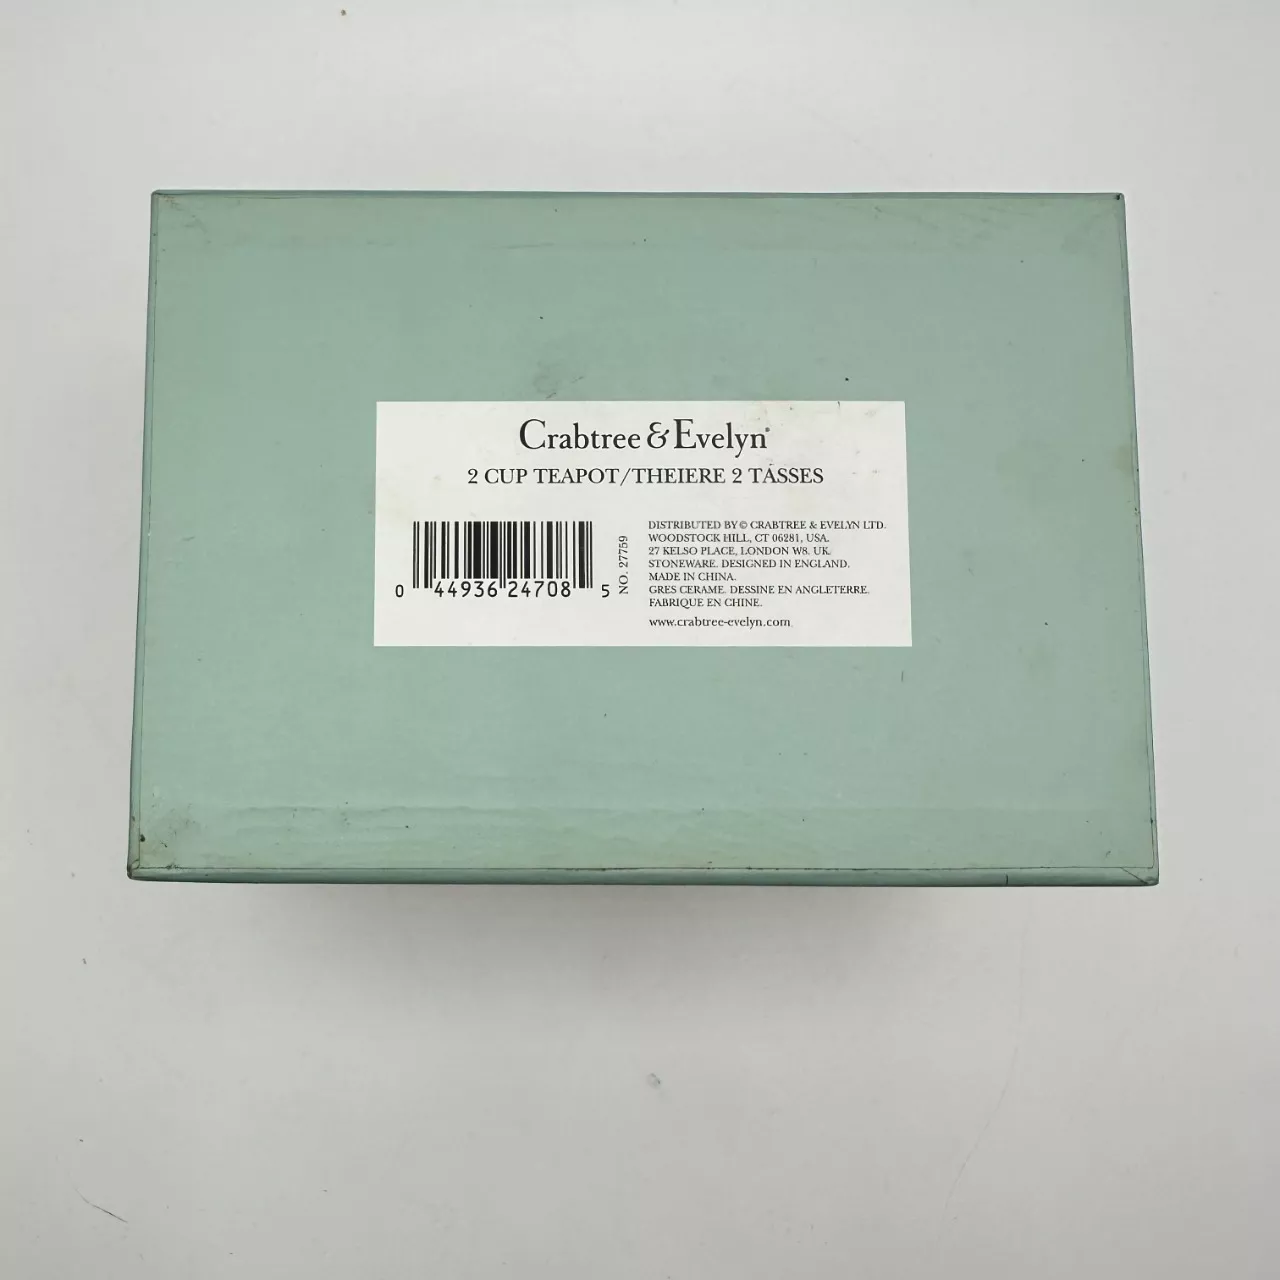 Crabtree & Evelyn®
2 CUP TEAPOT/THEIERE 2 TASSES
0 44936 24708 5
NO. 27759
DISTRIBUTED BY © CRABTREE & EVELYN LTD.
WOODSTOCK HILL, CT 06281, USA.
27 KELSO PLACE, LONDON W8. UK.
STONEWARE. DESIGNED IN ENGLAND.
MADE IN CHINA.
GRES CERAME. DESSINE EN ANGLETERRE.
FABRIQUE EN CHINE.
www.crabtree-evelyn.com